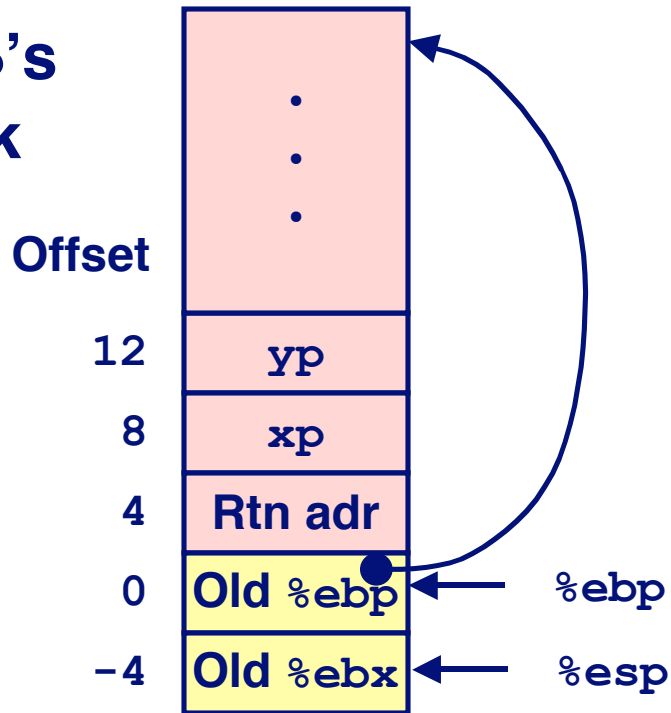 ’s
k
Offset
12 yp
8 xp
4 Rtn adr
0 Old %ebp %ebp
-4 Old %ebx %esp